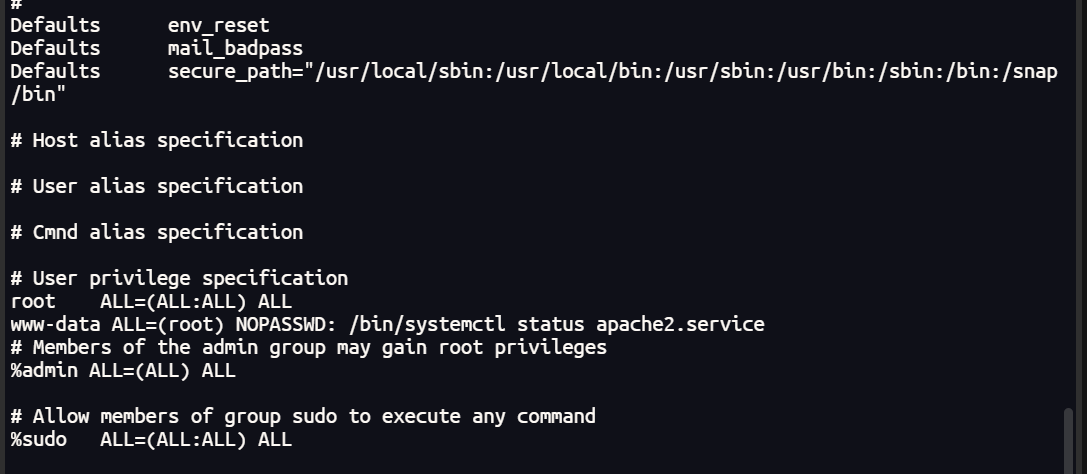 #
Defaults      env_reset
Defaults      mail_badpass
Defaults      secure_path="/usr/local/sbin:/usr/local/bin:/usr/sbin:/usr/bin:/sbin:/bin:/snap
/bin"
# Host alias specification
# User alias specification
# Cmnd alias specification
# User privilege specification
root    ALL=(ALL:ALL) ALL
www-data ALL=(root) NOPASSWD: /bin/systemctl status apache2.service
# Members of the admin group may gain root privileges
%admin ALL=(ALL) ALL
# Allow members of group sudo to execute any command
%sudo   ALL=(ALL:ALL) ALL